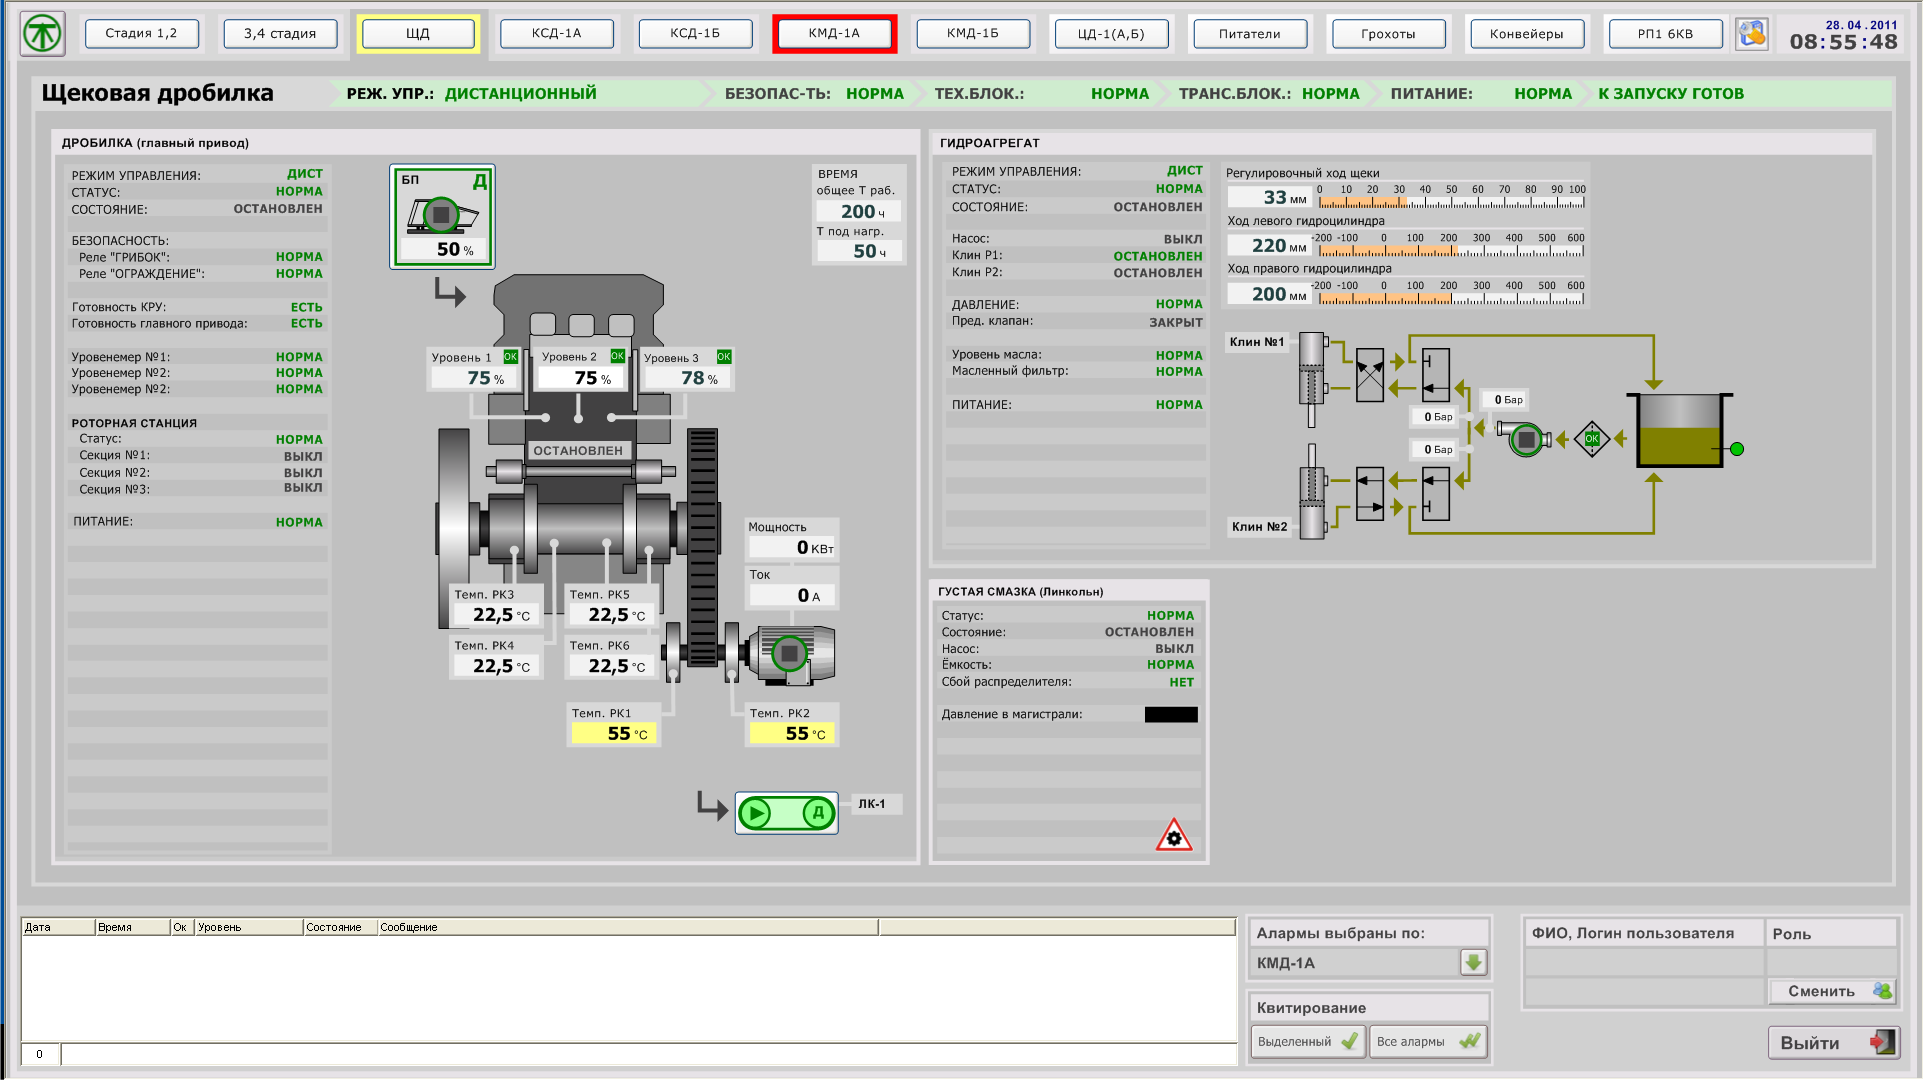 Стадия 1,2
3,4 стадия
ЩД
КСД-1А
КСД-1Б
КМД-1А
КМД-1Б
ЦД-1(А,Б)
Питатели
Грохоты
Конвейеры
РП1 6КВ
28.04.2011
08:55:48
Щековая дробилка
РЕЖ. УПР.: ДИСТАНЦИОННЫЙ
БЕЗОПАС-ТЬ: НОРМА
ТЕХ.БЛОК.: НОРМА
ТРАНС.БЛОК.: НОРМА
ПИТАНИЕ: НОРМА
К ЗАПУСКУ ГОТОВ
ДРОБИЛКА (главный привод)
РЕЖИМ УПРАВЛЕНИЯ: ДИСТ
СТАТУС: НОРМА
СОСТОЯНИЕ: ОСТАНОВЛЕН
БЕЗОПАСНОСТЬ:
Реле "ГРИБОК": НОРМА
Реле "ОГРАЖДЕНИЕ": НОРМА
Готовность КРУ: ЕСТЬ
Готовность главного привода: ЕСТЬ
Уровенемер №1: НОРМА
Уровенемер №2: НОРМА
Уровенемер №2: НОРМА
РОТОРНАЯ СТАНЦИЯ
Статус: НОРМА
Секция №1: ВЫКЛ
Секция №2: ВЫКЛ
Секция №3: ВЫКЛ
ПИТАНИЕ: НОРМА
БП Д
50 %
ВРЕМЯ
общее Т раб.
200 ч
Т под нагр.
50 ч
Уровень 1 OK
75 %
Уровень 2 OK
75 %
Уровень 3 OK
78 %
ОСТАНОВЛЕН
Мощность
0 КВт
Ток
0 А
Темп. РК3
22,5 °C
Темп. РК5
22,5 °C
Темп. РК4
22,5 °C
Темп. РК6
22,5 °C
Темп. РК1
55 °C
Темп. РК2
55 °C
Д
ЛК-1
ГИДРОАГРЕГАТ
РЕЖИМ УПРАВЛЕНИЯ: ДИСТ
СТАТУС: НОРМА
СОСТОЯНИЕ: ОСТАНОВЛЕН
Насос: ВЫКЛ
Клин Р1: ОСТАНОВЛЕН
Клин Р2: ОСТАНОВЛЕН
ДАВЛЕНИЕ: НОРМА
Пред. клапан: ЗАКРЫТ
Уровень масла: НОРМА
Масленный фильтр: НОРМА
ПИТАНИЕ: НОРМА
Регулировочный ход щеки
33 мм
0 10 20 30 40 50 60 70 80 90 100
Ход левого гидроцилиндра
220 мм
-200 -100 0 100 200 300 400 500 600
Ход правого гидроцилиндра
200 мм
-200 -100 0 100 200 300 400 500 600
Клин №1
0 Бар
0 Бар
0 Бар
OK
Клин №2
ГУСТАЯ СМАЗКА (Линкольн)
Статус: НОРМА
Состояние: ОСТАНОВЛЕН
Насос: ВЫКЛ
Ёмкость: НОРМА
Сбой распределителя: НЕТ
Давление в магистрали:
Дата Время Ок Уровень Состояние Сообщение
0
Алармы выбраны по:
КМД-1А
Квитирование
Выделенный
Все алармы
ФИО, Логин пользователя
Роль
Сменить
Выйти